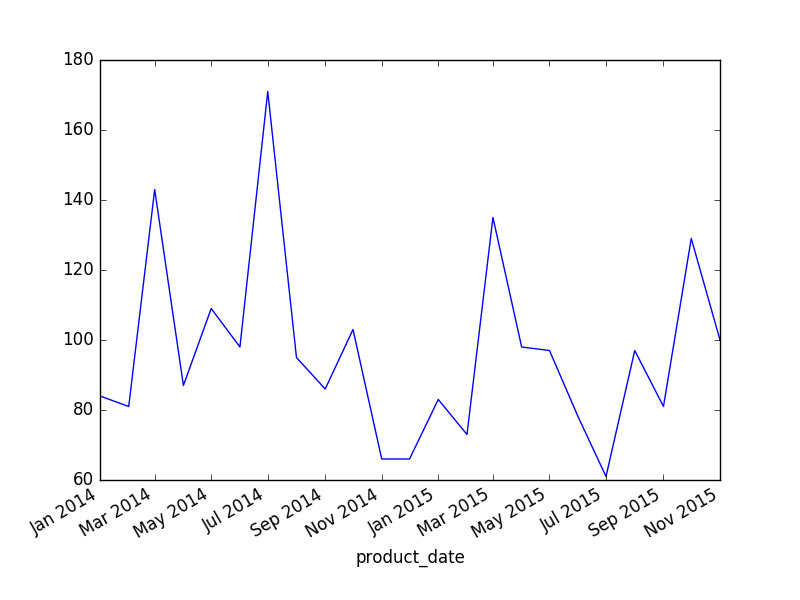 180
160
140
120
100
80
60
Jan 2014
Mar 2014
May 2014
Jul 2014
Sep 2014
Nov 2014
Jan 2015
Mar 2015
May 2015
Jul 2015
Sep 2015
Nov 2015
product_date